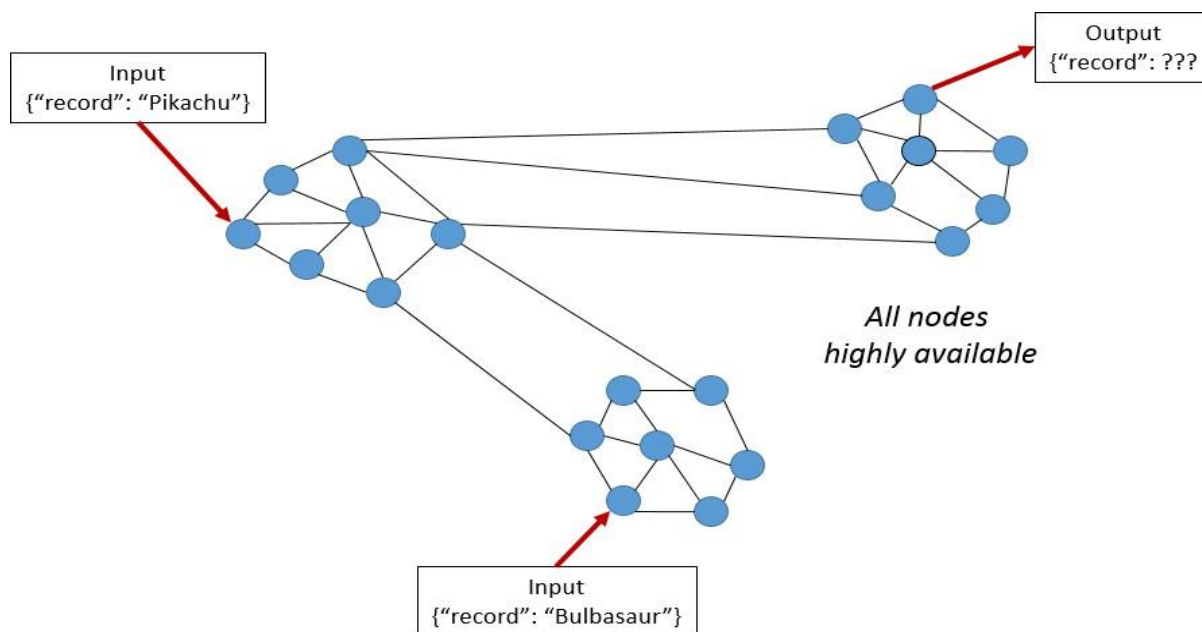 Output
{“record”: ???
Input
{“record”: “Pikachu”}
All nodes
highly available
Input
{“record”: “Bulbasaur”}